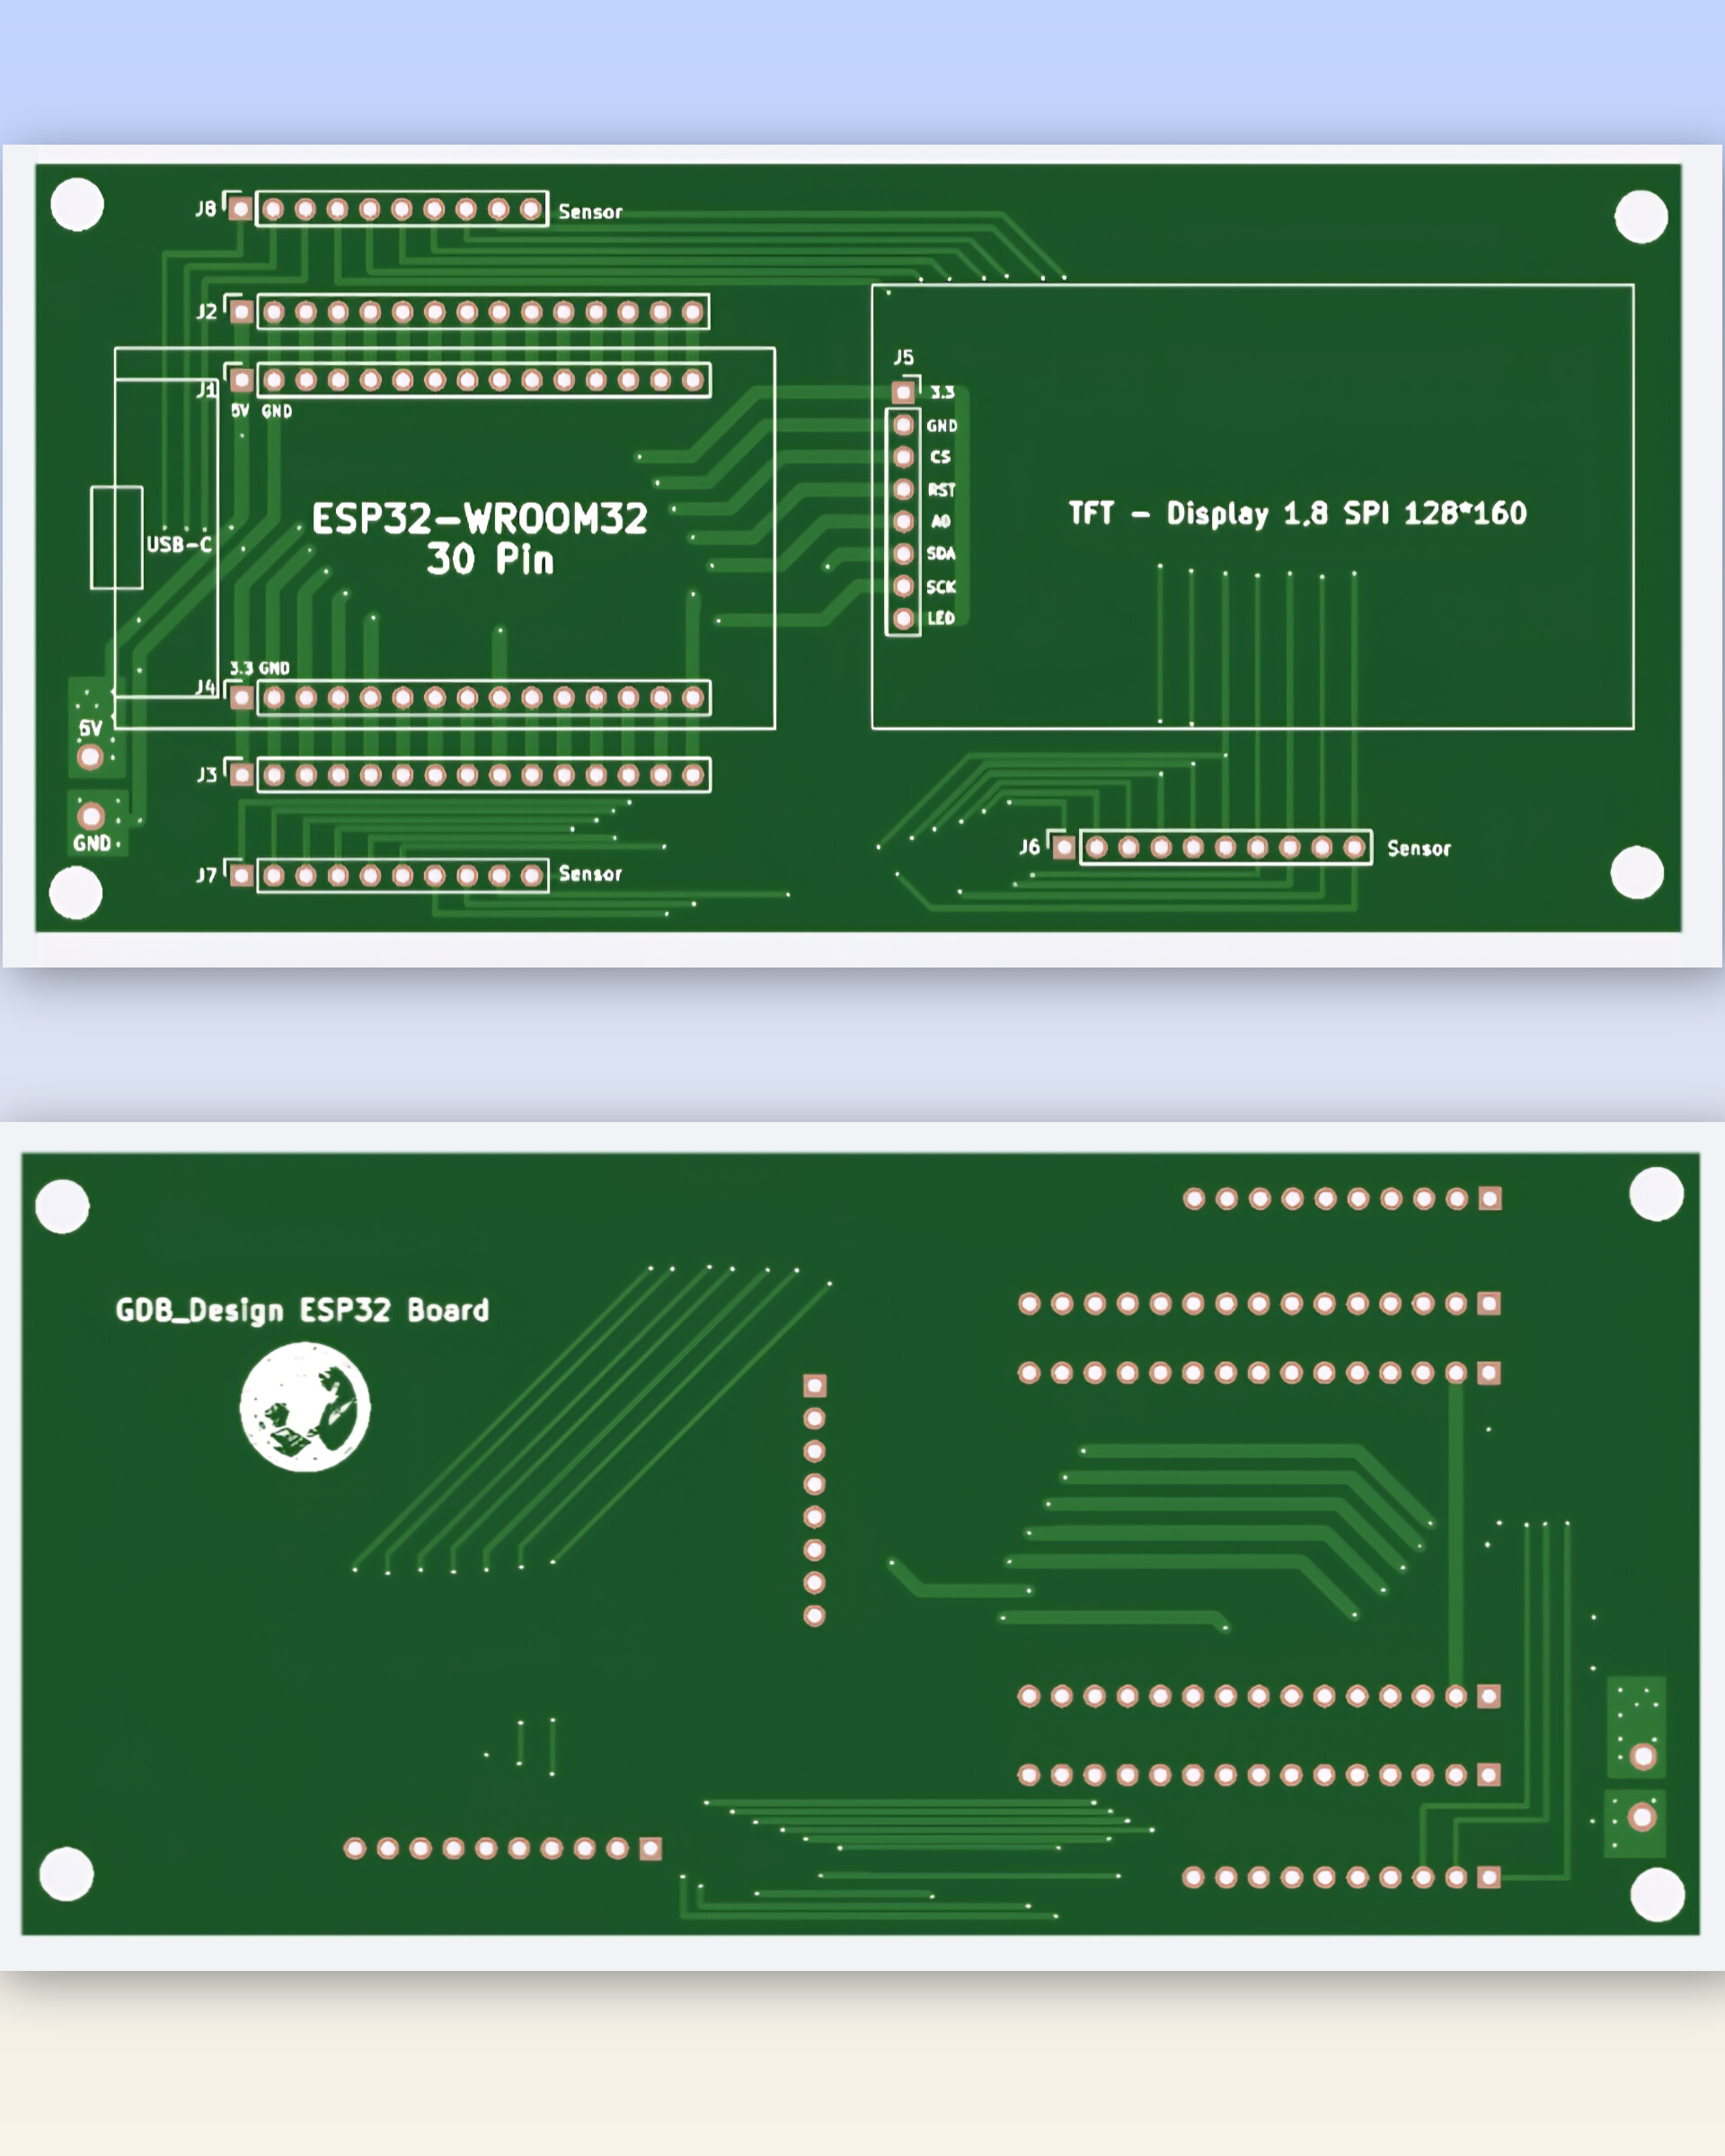 J8 Sensor
J2
J1
5V GND
J5
3.3
GND
CS
RST
A0
SDA
SCK
LED
ESP32-WROOM32
30 Pin
USB-C
TFT - Display 1,8 SPI 128*160
3.3 GND
J4
5V
J3
GND
J7 Sensor
J6 Sensor
GDB_Design ESP32 Board